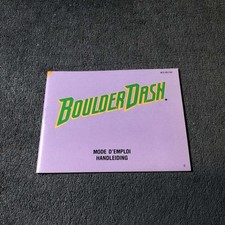 BOULDER DASH
MODE D'EMPLOI
HANDLEIDING